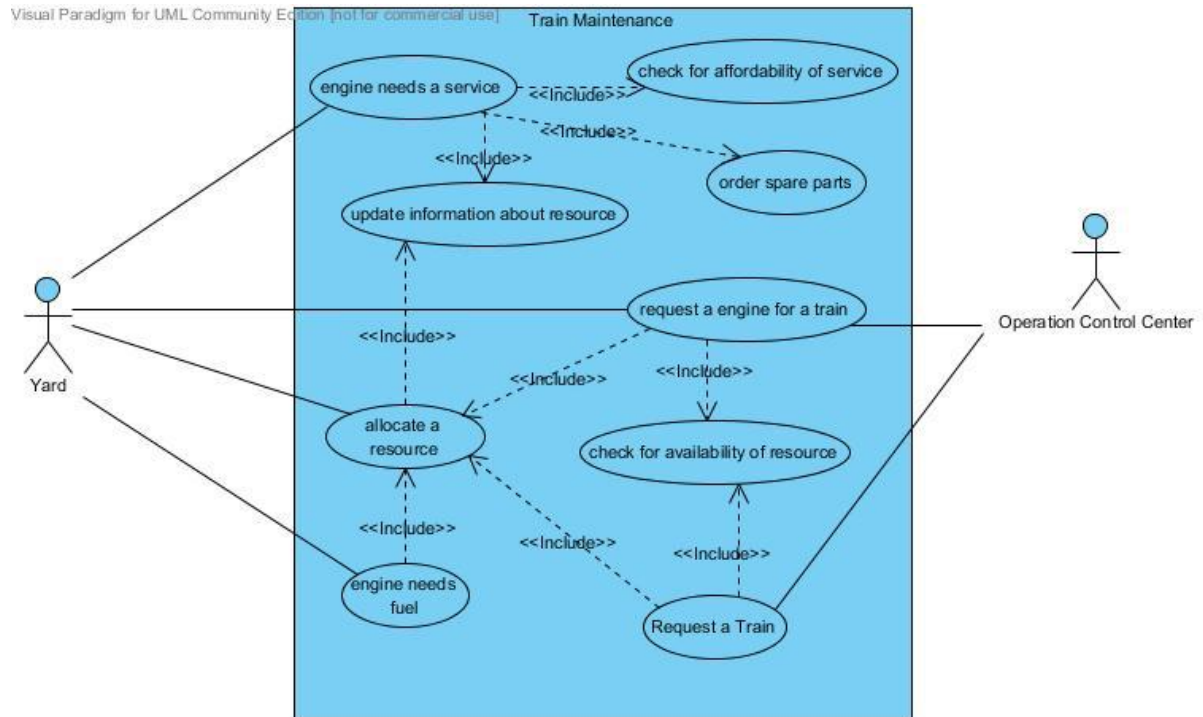 Visual Paradigm for UML Community Edition [not for commercial use]
Train Maintenance
engine needs a service
check for affordability of service
<<Include>>
<<Include>>
<<Include>>
order spare parts
update information about resource
request a engine for a train
Operation Control Center
<<Include>>
<<Include>>
<<Include>>
Yard
allocate a
resource
check for availability of resource
<<Include>>
<<Include>>
<<Include>>
engine needs
fuel
Request a Train